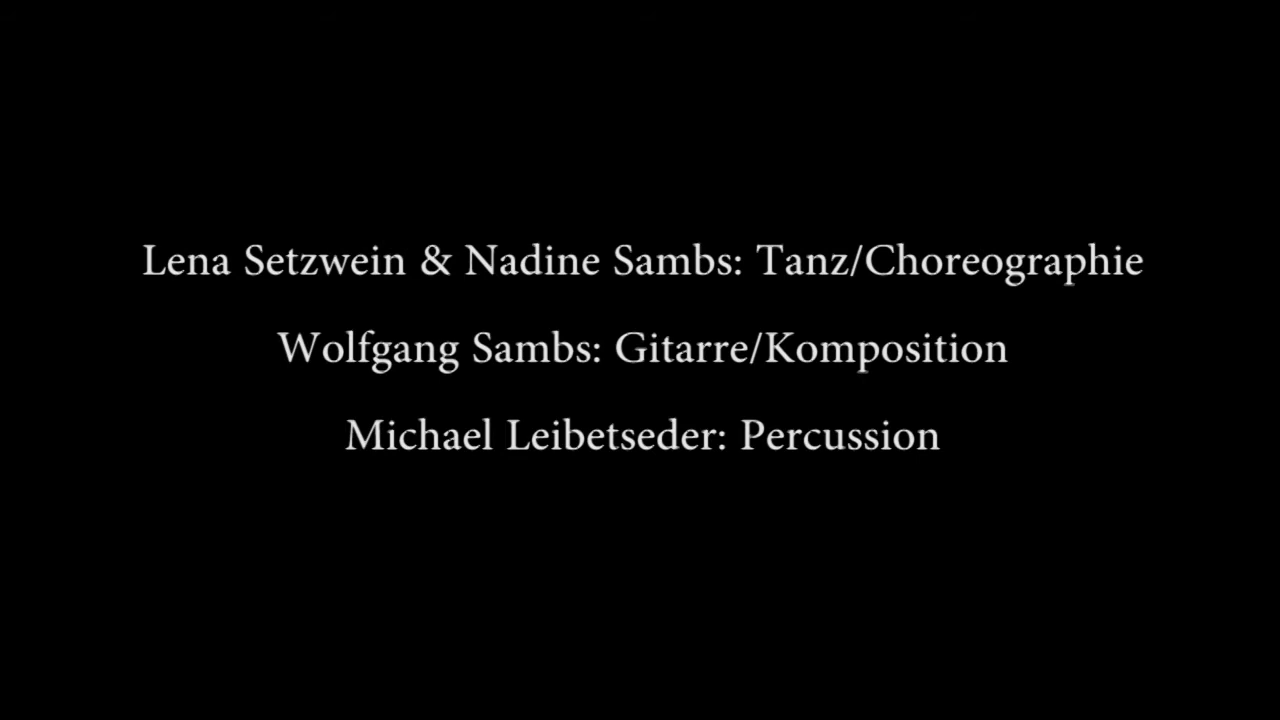 Lena Setzwein & Nadine Sambs: Tanz/Choreographie
Wolfgang Sambs: Gitarre/Komposition
Michael Leibetseder: Percussion